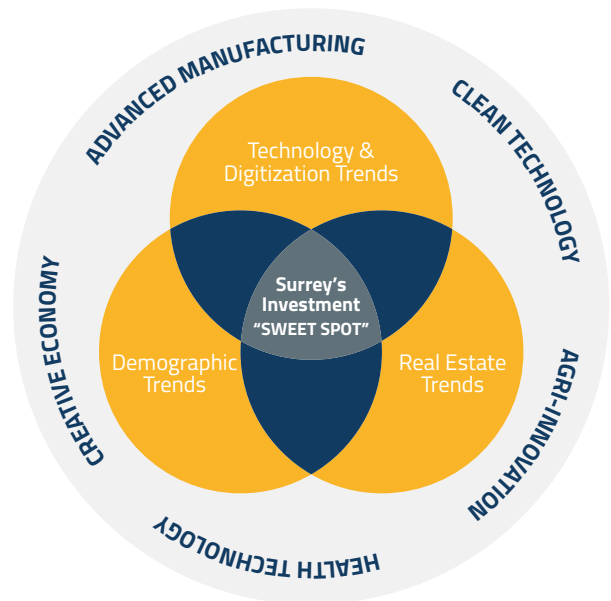 ADVANCED MANUFACTURING
CLEAN TECHNOLOGY
Technology &
Digitization Trends
Surrey's
Investment
"SWEET SPOT"
Demographic
Trends
Real Estate
Trends
CREATIVE ECONOMY
AGRI-INNOVATION
HEALTH TECHNOLOGY